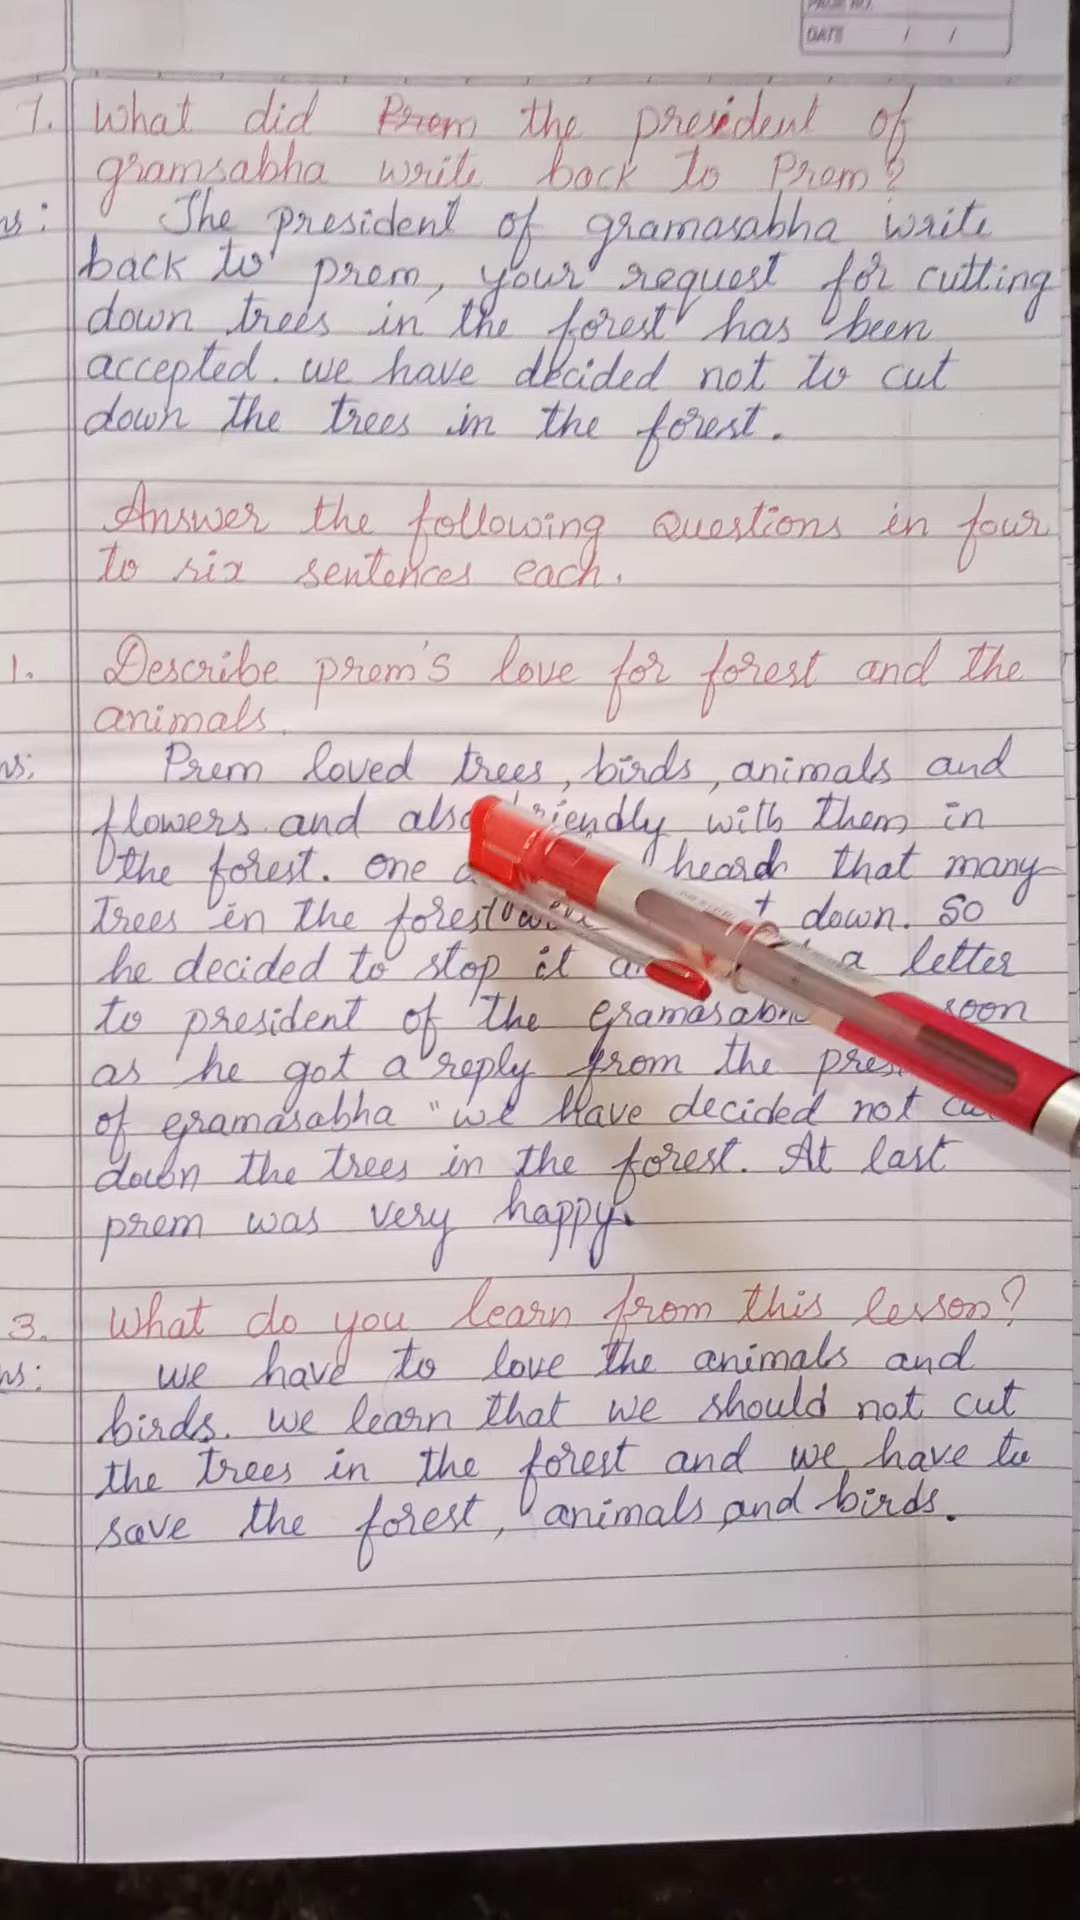 PAGE NO.
DATE / /
7. What did Prem the president of
gramsabha write back to Prem?
ns: The president of gramasabha write
back to prem, your request for cutting
down trees in the forest has been
accepted. we have decided not to cut
down the trees in the forest.
Answer the following Questions in four
to six sentences each.
1. Describe prem's love for forest and the
animals.
ns: Prem loved trees, birds, animals and
flowers and also friendly with them in
the forest. one heard that many
trees in the forest down. so
he decided to stop it a letter
to president of the gramasabha soon
as he got a reply from the
of gramasabha "we have decided not
down the trees in the forest. At last
prem was very happy.
3. What do you learn from this lesson?
ns: we have to love the animals and
birds. we learn that we should not cut
the trees in the forest and we have to
save the forest, animals and birds.